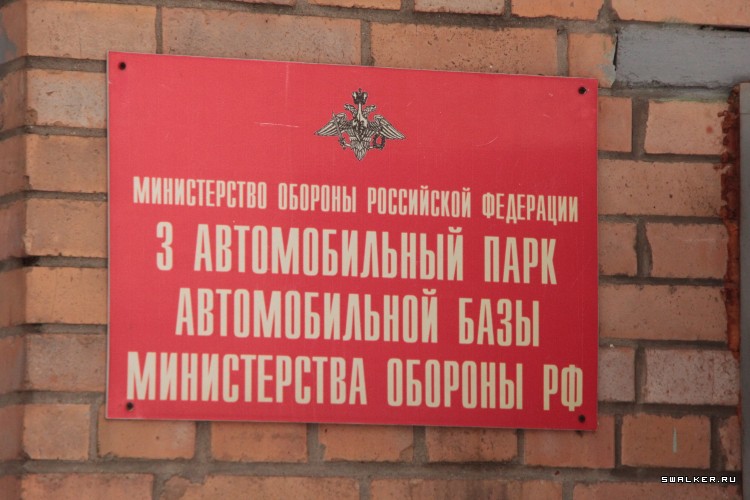 МИНИСТЕРСТВО ОБОРОНЫ РОССИЙСКОЙ ФЕДЕРАЦИИ
3 АВТОМОБИЛЬНЫЙ ПАРК
АВТОМОБИЛЬНОЙ БАЗЫ
МИНИСТЕРСТВА ОБОРОНЫ РФ
SWALKER.RU